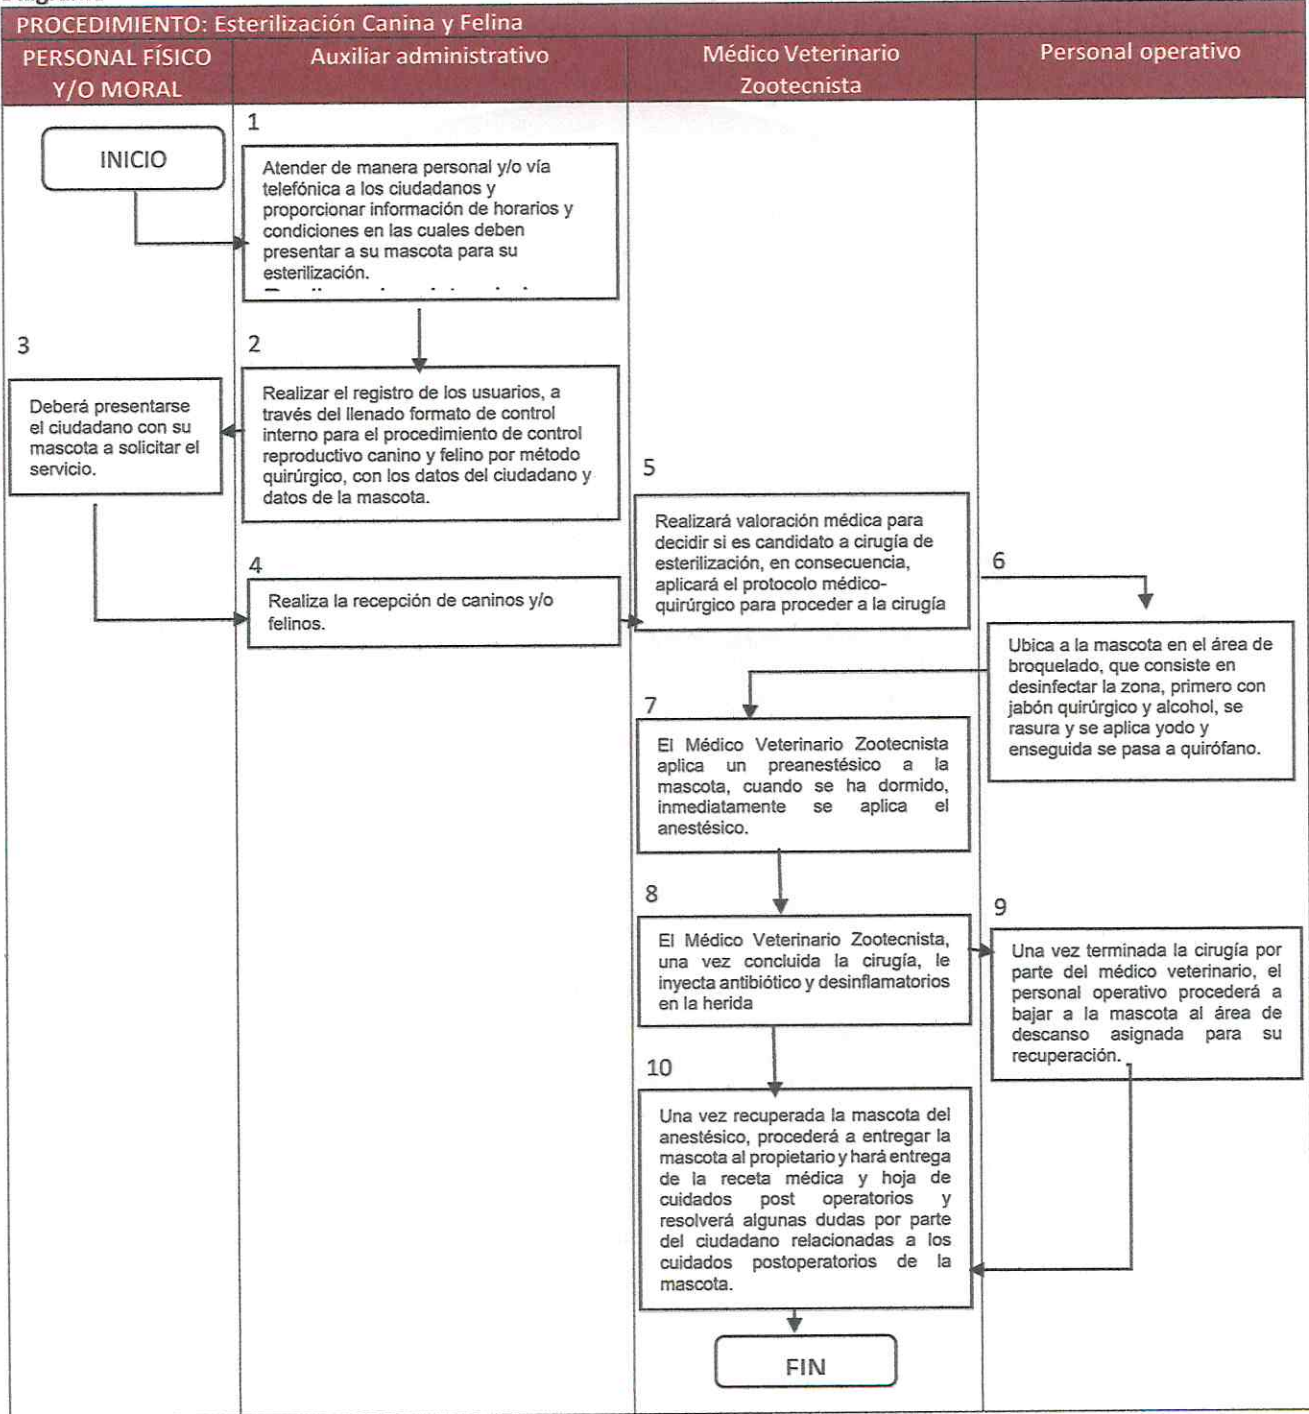 PROCEDIMIENTO: Esterilización Canina y Felina
PERSONAL FÍSICO
Y/O MORAL
Auxiliar administrativo
Médico Veterinario
Zootecnista
Personal operativo
INICIO
1
Atender de manera personal y/o vía
telefónica a los ciudadanos y
proporcionar información de horarios y
condiciones en las cuales deben
presentar a su mascota para su
esterilización.
2
Realizar el registro de los usuarios, a
través del llenado formato de control
interno para el procedimiento de control
reproductivo canino y felino por método
quirúrgico, con los datos del ciudadano y
datos de la mascota.
3
Deberá presentarse
el ciudadano con su
mascota a solicitar el
servicio.
4
Realiza la recepción de caninos y/o
felinos.
5
Realizará valoración médica para
decidir si es candidato a cirugía de
esterilización, en consecuencia,
aplicará el protocolo médico-
quirúrgico para proceder a la cirugía
6
Ubica a la mascota en el área de
broquelado, que consiste en
desinfectar la zona, primero con
jabón quirúrgico y alcohol, se
rasura y se aplica yodo y
enseguida se pasa a quirófano.
7
El Médico Veterinario Zootecnista
aplica un preanestésico a la
mascota, cuando se ha dormido,
inmediatamente se aplica el
anestésico.
8
El Médico Veterinario Zootecnista,
una vez concluida la cirugía, le
inyecta antibiótico y desinflamatorios
en la herida
9
Una vez terminada la cirugía por
parte del médico veterinario, el
personal operativo procederá a
bajar a la mascota al área de
descanso asignada para su
recuperación.
10
Una vez recuperada la mascota del
anestésico, procederá a entregar la
mascota al propietario y hará entrega
de la receta médica y hoja de
cuidados post operatorios y
resolverá algunas dudas por parte
del ciudadano relacionadas a los
cuidados postoperatorios de la
mascota.
FIN